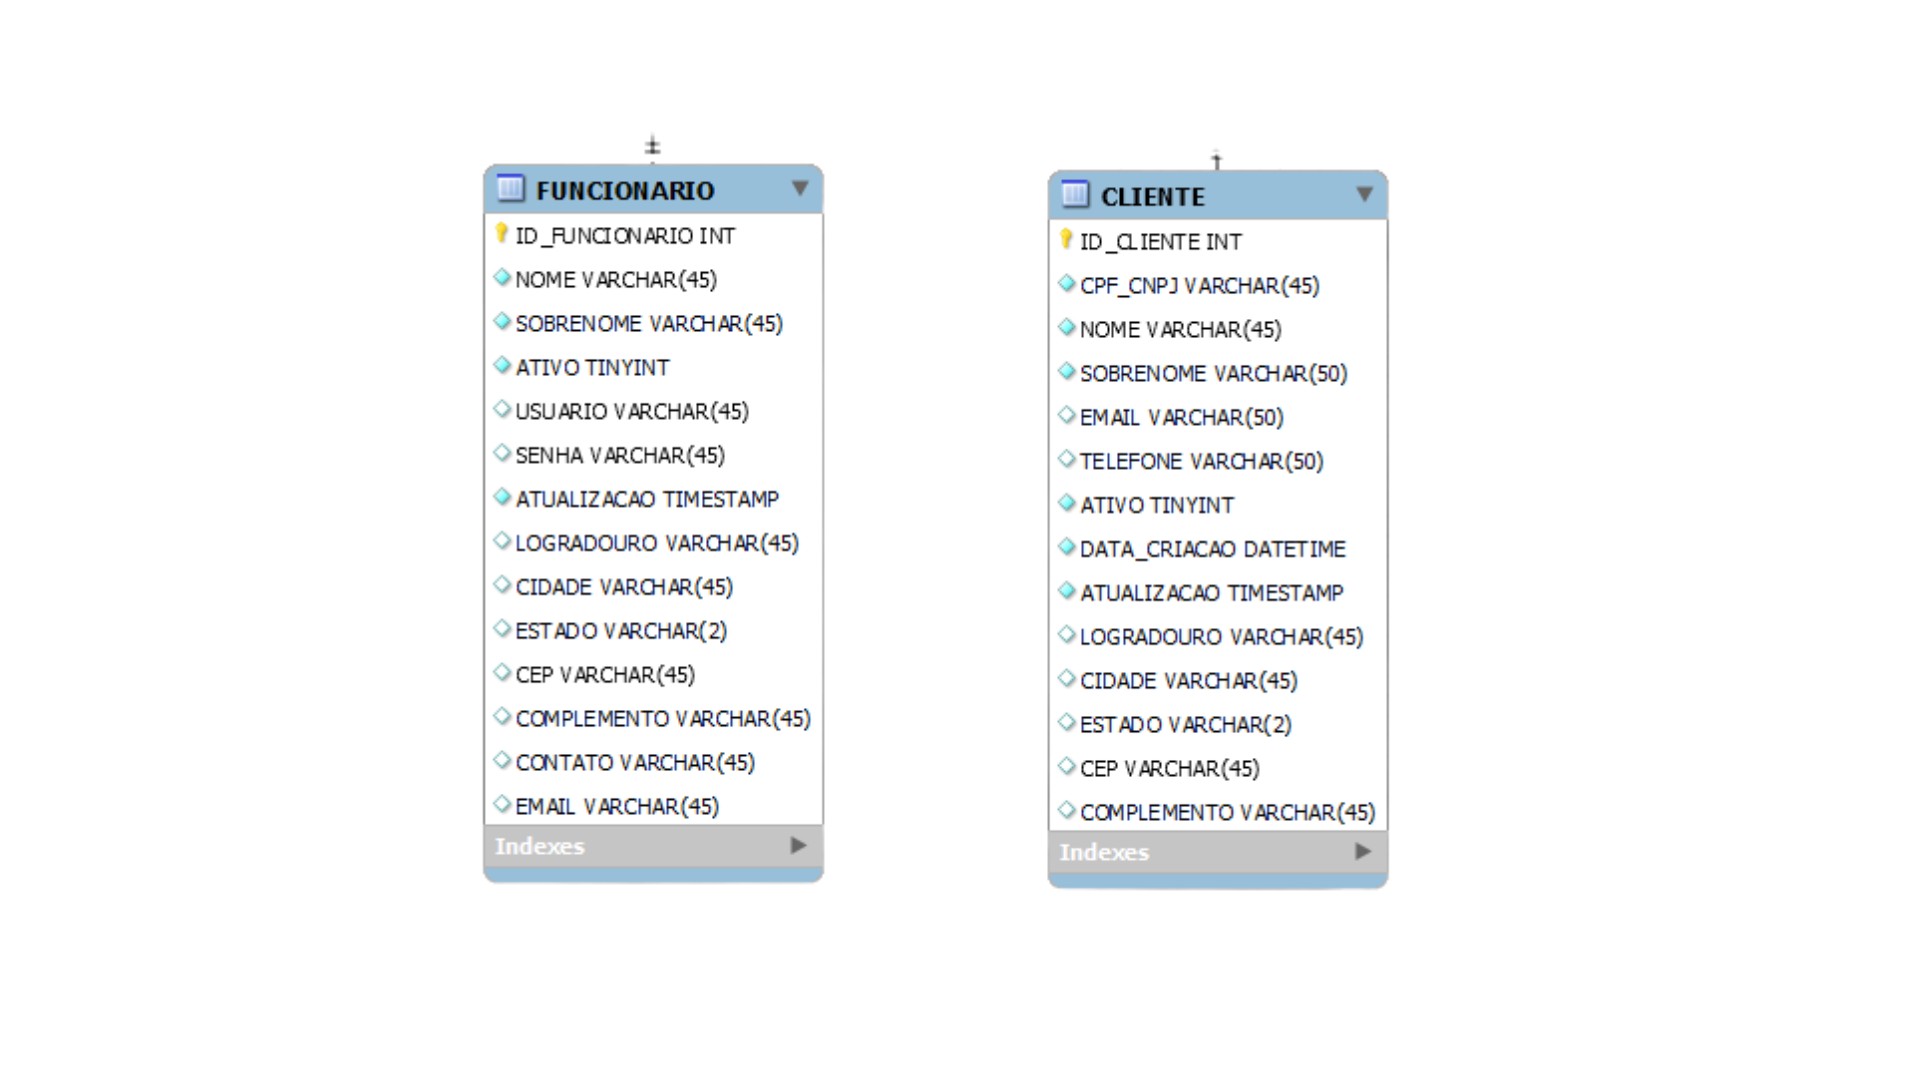 FUNCIONARIO
ID_FUNCIONARIO INT
NOME VARCHAR(45)
SOBRENOME VARCHAR(45)
ATIVO TINYINT
USUARIO VARCHAR(45)
SENHA VARCHAR(45)
ATUALIZACAO TIMESTAMP
LOGRADOURO VARCHAR(45)
CIDADE VARCHAR(45)
ESTADO VARCHAR(2)
CEP VARCHAR(45)
COMPLEMENTO VARCHAR(45)
CONTATO VARCHAR(45)
EMAIL VARCHAR(45)
Indexes
CLIENTE
ID_CLIENTE INT
CPF_CNPJ VARCHAR(45)
NOME VARCHAR(45)
SOBRENOME VARCHAR(50)
EMAIL VARCHAR(50)
TELEFONE VARCHAR(50)
ATIVO TINYINT
DATA_CRIACAO DATETIME
ATUALIZACAO TIMESTAMP
LOGRADOURO VARCHAR(45)
CIDADE VARCHAR(45)
ESTADO VARCHAR(2)
CEP VARCHAR(45)
COMPLEMENTO VARCHAR(45)
Indexes